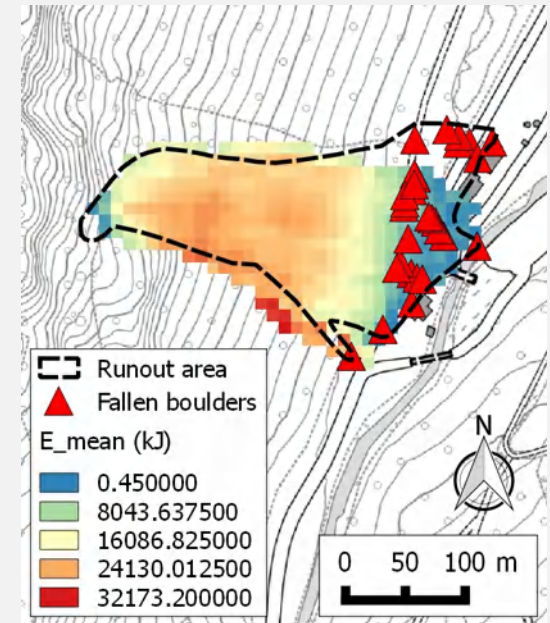 Runout area
Fallen boulders
E_mean (kJ)
0.450000
8043.637500
16086.825000
24130.012500
32173.200000
N
0 50 100 m